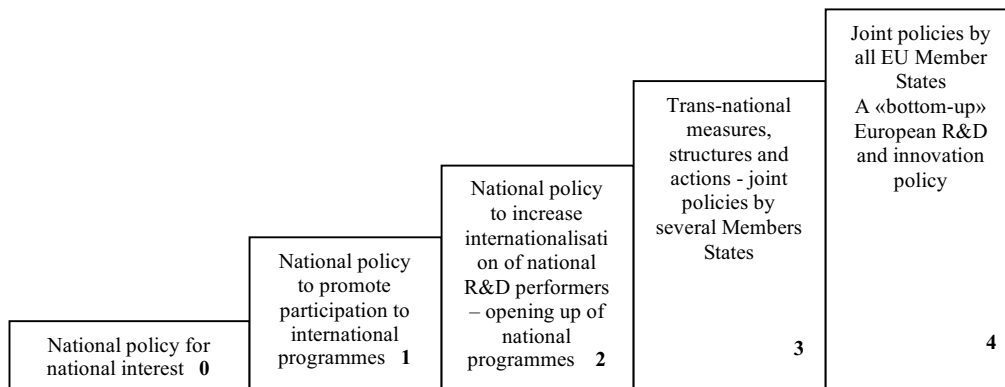 National policy for
national interest 0
National policy
to promote
participation to
international
programmes 1
National policy
to increase
internationalisati
on of national
R&D performers
– opening up of
national
programmes 2
Trans-national
measures,
structures and
actions - joint
policies by
several Members
States
3
Joint policies by
all EU Member
States
A «bottom-up»
European R&D
and innovation
policy
4